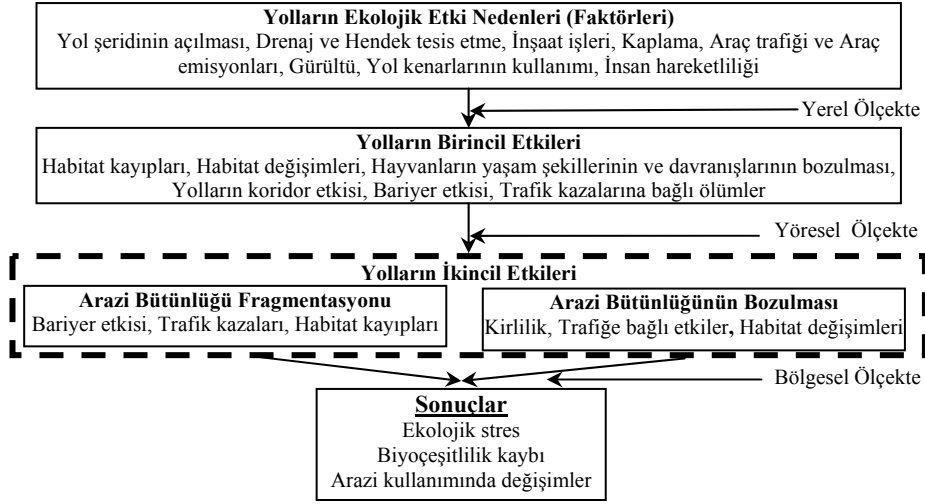 Yolların Ekolojik Etki Nedenleri (Faktörleri)
Yol şeridinin açılması, Drenaj ve Hendek tesis etme, İnşaat işleri, Kaplama, Araç trafiği ve Araç
emisyonları, Gürültü, Yol kenarlarının kullanımı, İnsan hareketliliği
Yerel Ölçekte
Yolların Birincil Etkileri
Habitat kayıpları, Habitat değişimleri, Hayvanların yaşam şekillerinin ve davranışlarının bozulması,
Yolların koridor etkisi, Bariyer etkisi, Trafik kazalarına bağlı ölümler
Yöresel Ölçekte
Yolların İkincil Etkileri
Arazi Bütünlüğü Fragmentasyonu
Bariyer etkisi, Trafik kazaları, Habitat kayıpları
Arazi Bütünlüğünün Bozulması
Kirlilik, Trafiğe bağlı etkiler, Habitat değişimleri
Bölgesel Ölçekte
Sonuçlar
Ekolojik stres
Biyoçeşitlilik kaybı
Arazi kullanımında değişimler